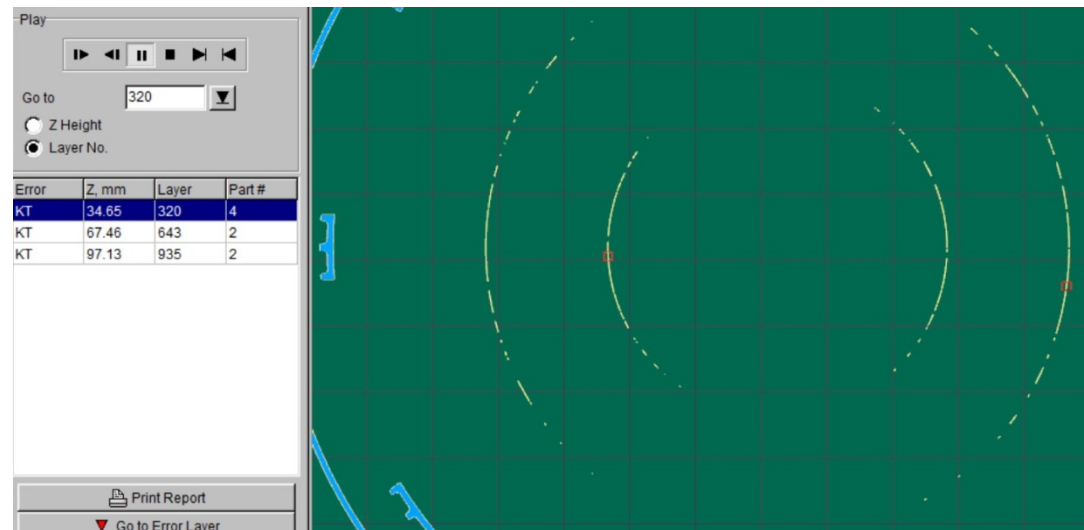 Play
Go to 320
Z Height
Layer No.
Error Z, mm Layer Part #
KT 34.65 320 4
KT 67.46 643 2
KT 97.13 935 2
Print Report
Go to Error Layer